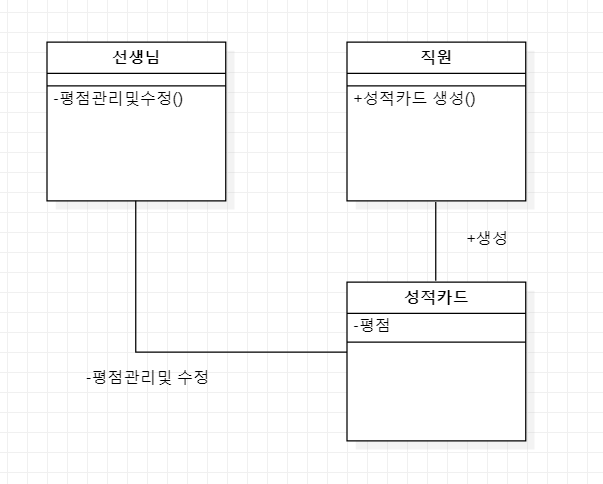 선생님
-평점관리및수정()
직원
+성적카드 생성()
+생성
성적카드
-평점
-평점관리및 수정